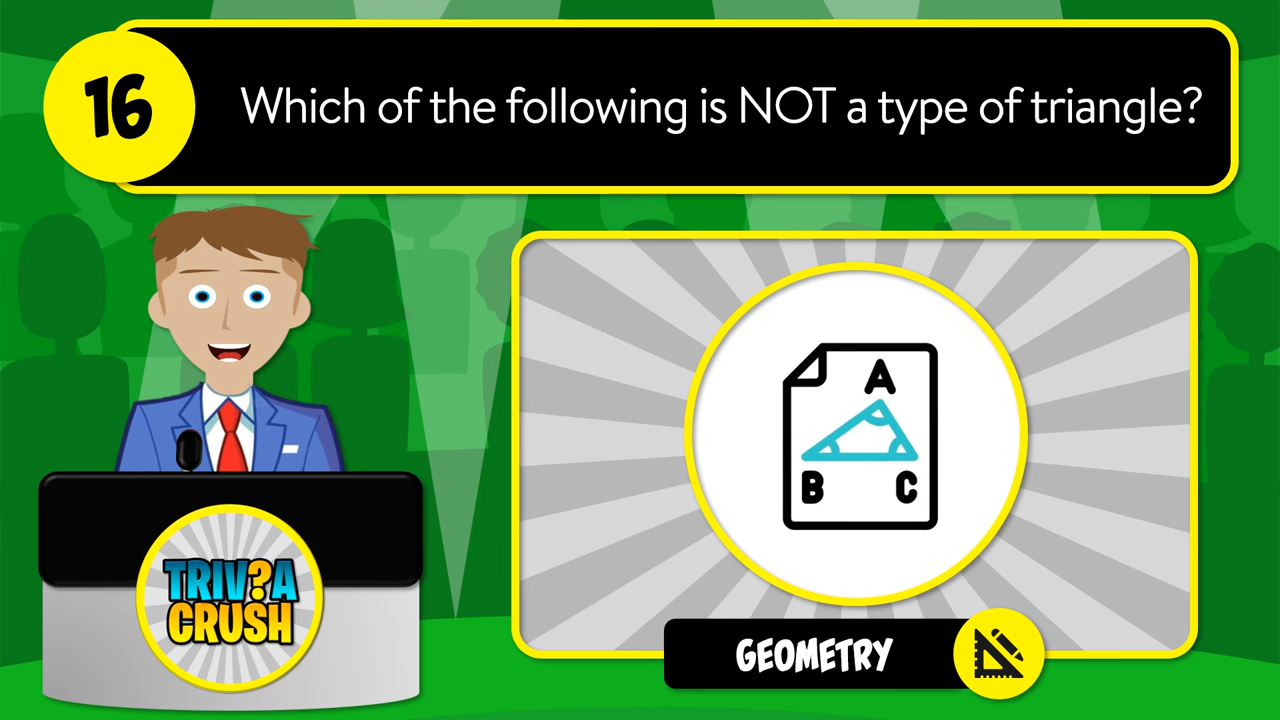 16
Which of the following is NOT a type of triangle?
A
B C
TRIV?A
CRUSH
GEOMETRY